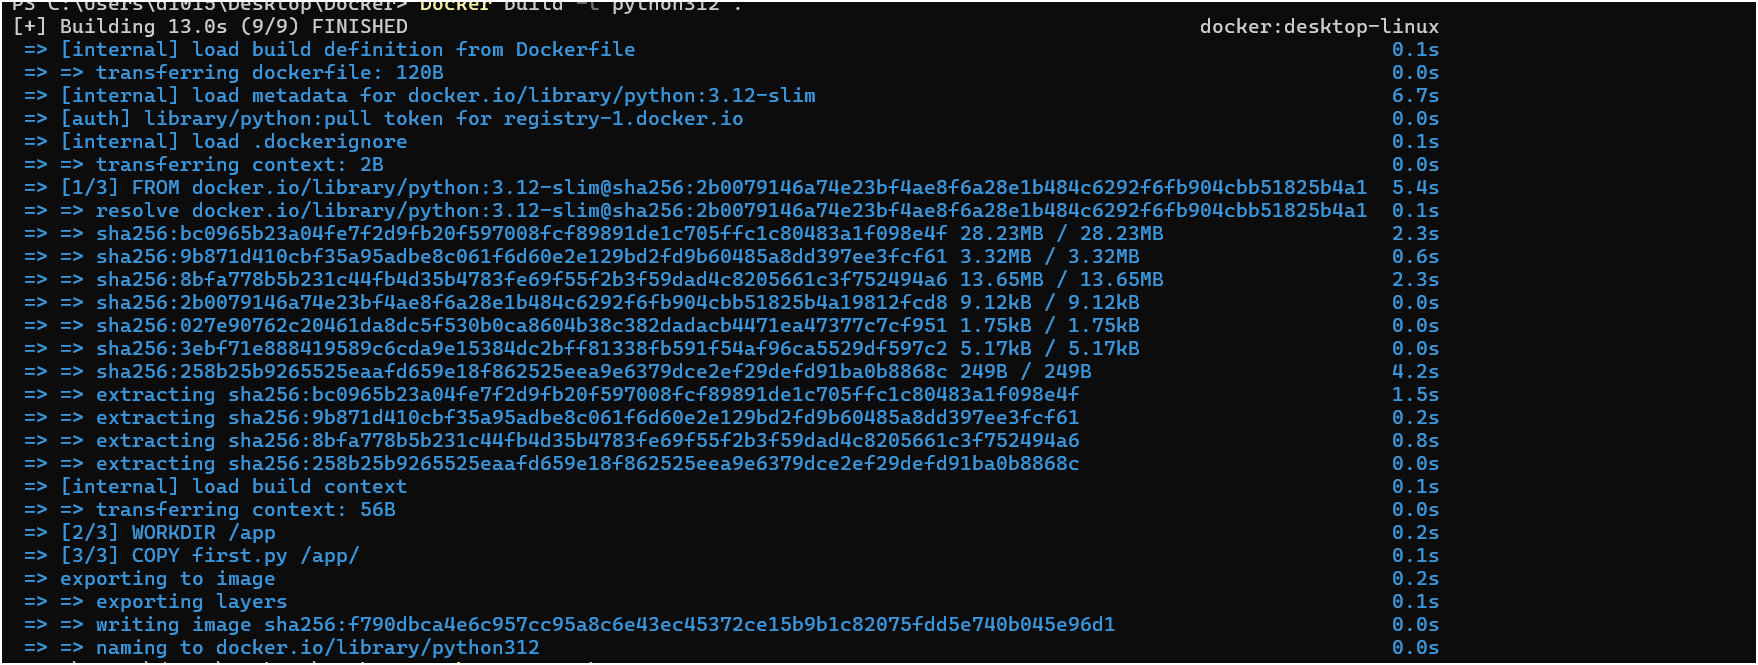 PS C:\Users\d1015\Desktop\Docker> Docker build -t python312 .
[+] Building 13.0s (9/9) FINISHED docker:desktop-linux
=> [internal] load build definition from Dockerfile 0.1s
=> => transferring dockerfile: 120B 0.0s
=> [internal] load metadata for docker.io/library/python:3.12-slim 6.7s
=> [auth] library/python:pull token for registry-1.docker.io 0.0s
=> [internal] load .dockerignore 0.1s
=> => transferring context: 2B 0.0s
=> [1/3] FROM docker.io/library/python:3.12-slim@sha256:2b0079146a74e23bf4ae8f6a28e1b484c6292f6fb904cbb51825b4a1 5.4s
=> => resolve docker.io/library/python:3.12-slim@sha256:2b0079146a74e23bf4ae8f6a28e1b484c6292f6fb904cbb51825b4a1 0.1s
=> => sha256:bc0965b23a04fe7f2d9fb20f597008fcf89891de1c705ffc1c80483a1f098e4f 28.23MB / 28.23MB 2.3s
=> => sha256:9b871d410cbf35a95adbe8c061f6d60e2e129bd2fd9b60485a8dd397ee3fcf61 3.32MB / 3.32MB 0.6s
=> => sha256:8bfa778b5b231c44fb4d35b4783fe69f55f2b3f59dad4c8205661c3f752494a6 13.65MB / 13.65MB 2.3s
=> => sha256:2b0079146a74e23bf4ae8f6a28e1b484c6292f6fb904cbb51825b4a19812fcd8 9.12kB / 9.12kB 0.0s
=> => sha256:027e90762c20461da8dc5f530b0ca8604b38c382dadacb4471ea47377c7cf951 1.75kB / 1.75kB 0.0s
=> => sha256:3ebf71e888419589c6cda9e15384dc2bff81338fb591f54af96ca5529df597c2 5.17kB / 5.17kB 0.0s
=> => sha256:258b25b9265525eaafd659e18f862525eea9e6379dce2ef29defd91ba0b8868c 249B / 249B 4.2s
=> => extracting sha256:bc0965b23a04fe7f2d9fb20f597008fcf89891de1c705ffc1c80483a1f098e4f 1.5s
=> => extracting sha256:9b871d410cbf35a95adbe8c061f6d60e2e129bd2fd9b60485a8dd397ee3fcf61 0.2s
=> => extracting sha256:8bfa778b5b231c44fb4d35b4783fe69f55f2b3f59dad4c8205661c3f752494a6 0.8s
=> => extracting sha256:258b25b9265525eaafd659e18f862525eea9e6379dce2ef29defd91ba0b8868c 0.0s
=> [internal] load build context 0.1s
=> => transferring context: 56B 0.0s
=> [2/3] WORKDIR /app 0.2s
=> [3/3] COPY first.py /app/ 0.1s
=> exporting to image 0.2s
=> => exporting layers 0.1s
=> => writing image sha256:f790dbca4e6c957cc95a8c6e43ec45372ce15b9b1c82075fdd5e740b045e96d1 0.0s
=> => naming to docker.io/library/python312 0.0s